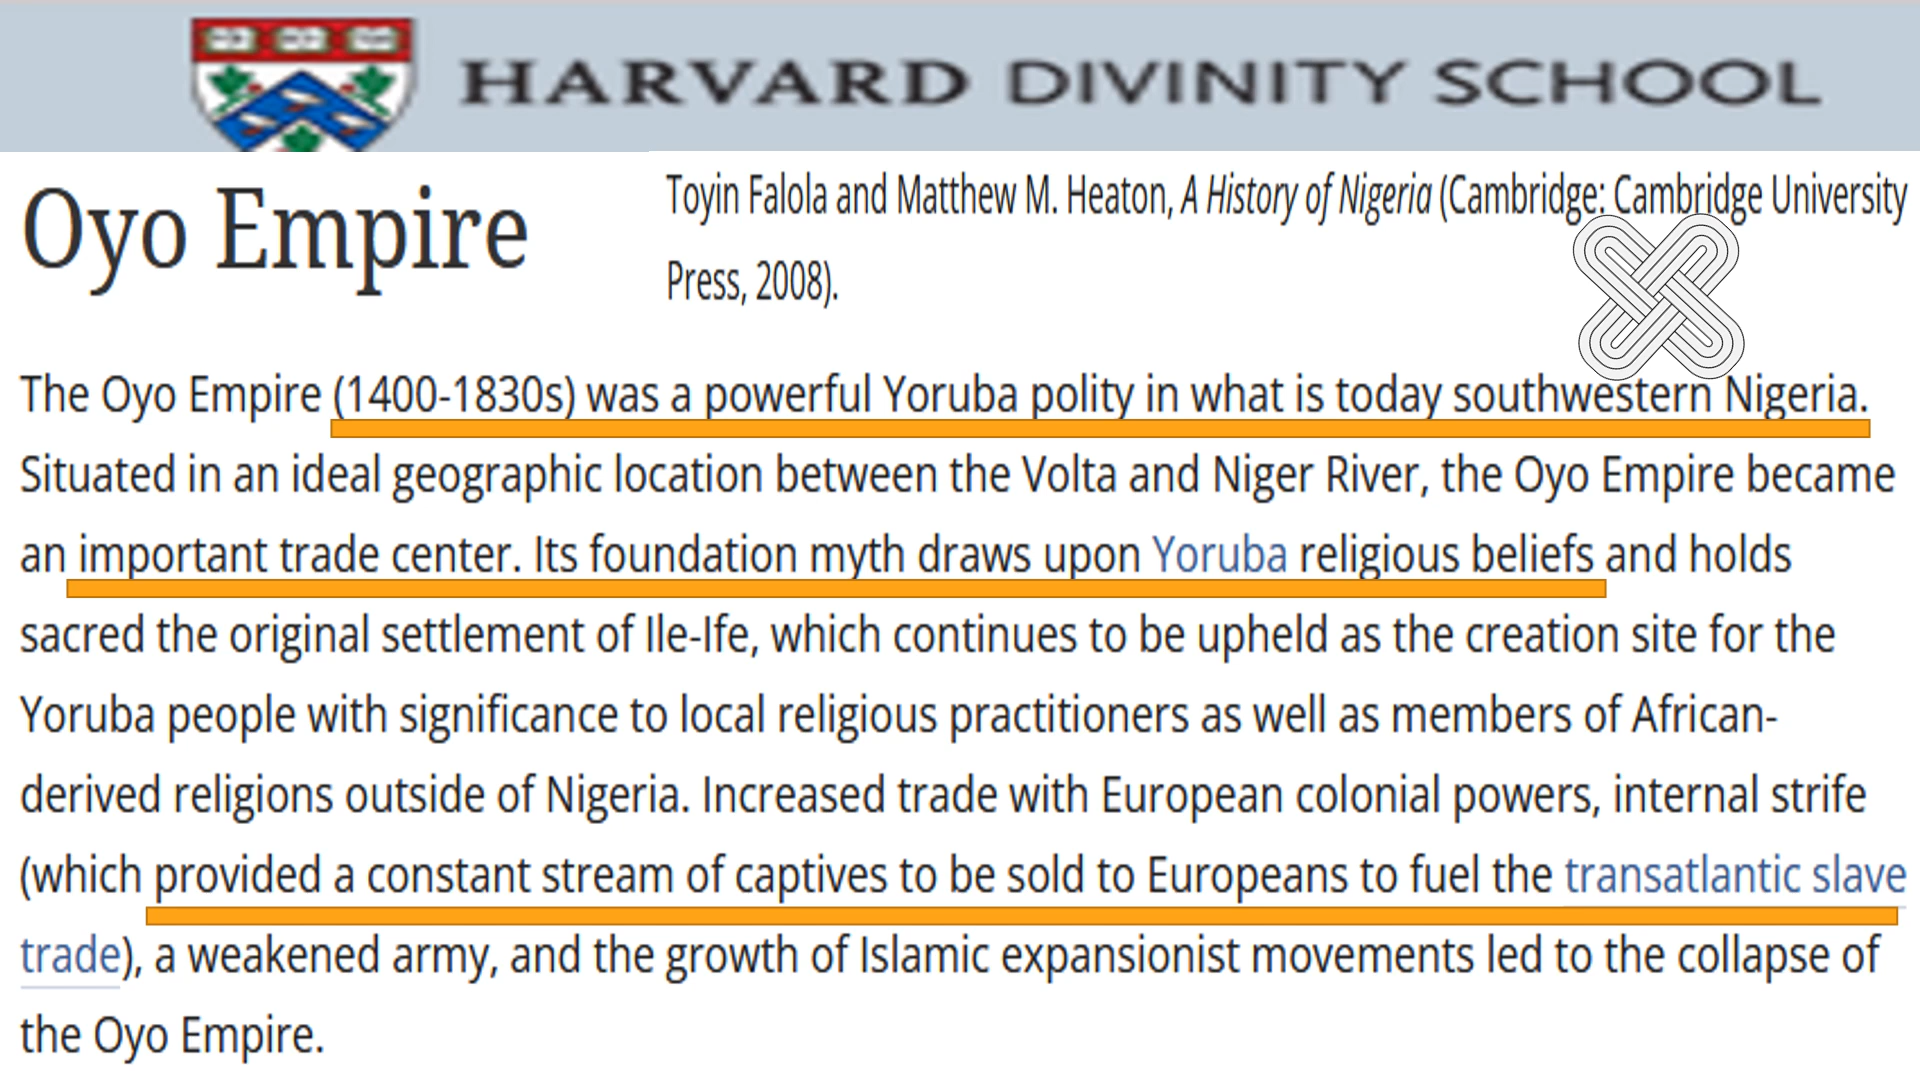 HARVARD DIVINITY SCHOOL
Oyo Empire
Toyin Falola and Matthew M. Heaton, A History of Nigeria (Cambridge: Cambridge University
Press, 2008).
The Oyo Empire (1400-1830s) was a powerful Yoruba polity in what is today southwestern Nigeria.
Situated in an ideal geographic location between the Volta and Niger River, the Oyo Empire became
an important trade center. Its foundation myth draws upon Yoruba religious beliefs and holds
sacred the original settlement of Ile-Ife, which continues to be upheld as the creation site for the
Yoruba people with significance to local religious practitioners as well as members of African-
derived religions outside of Nigeria. Increased trade with European colonial powers, internal strife
(which provided a constant stream of captives to be sold to Europeans to fuel the transatlantic slave
trade), a weakened army, and the growth of Islamic expansionist movements led to the collapse of
the Oyo Empire.